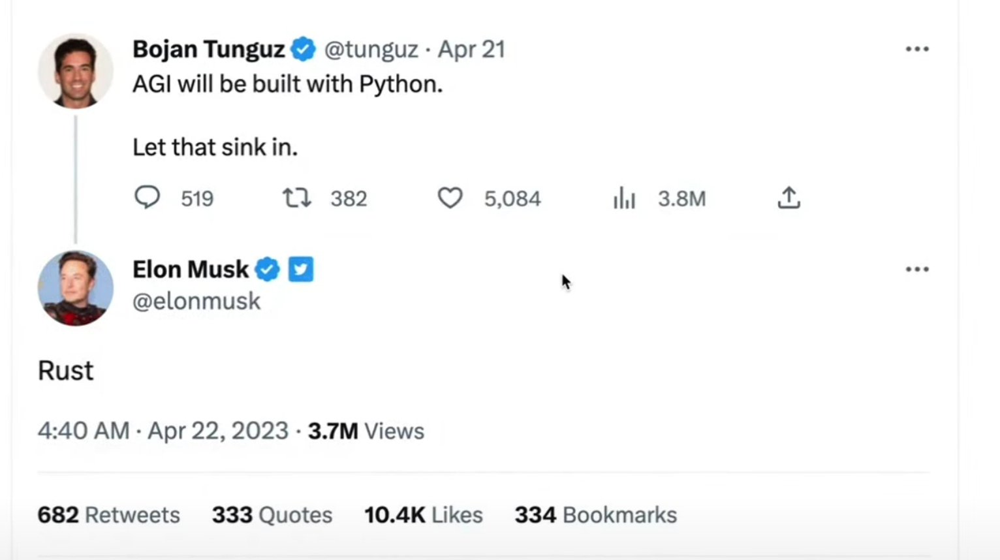 Bojan Tunguz @tunguz · Apr 21
AGI will be built with Python.
Let that sink in.
519 382 5,084 3.8M
Elon Musk
@elonmusk
Rust
4:40 AM · Apr 22, 2023 · 3.7M Views
682 Retweets 333 Quotes 10.4K Likes 334 Bookmarks